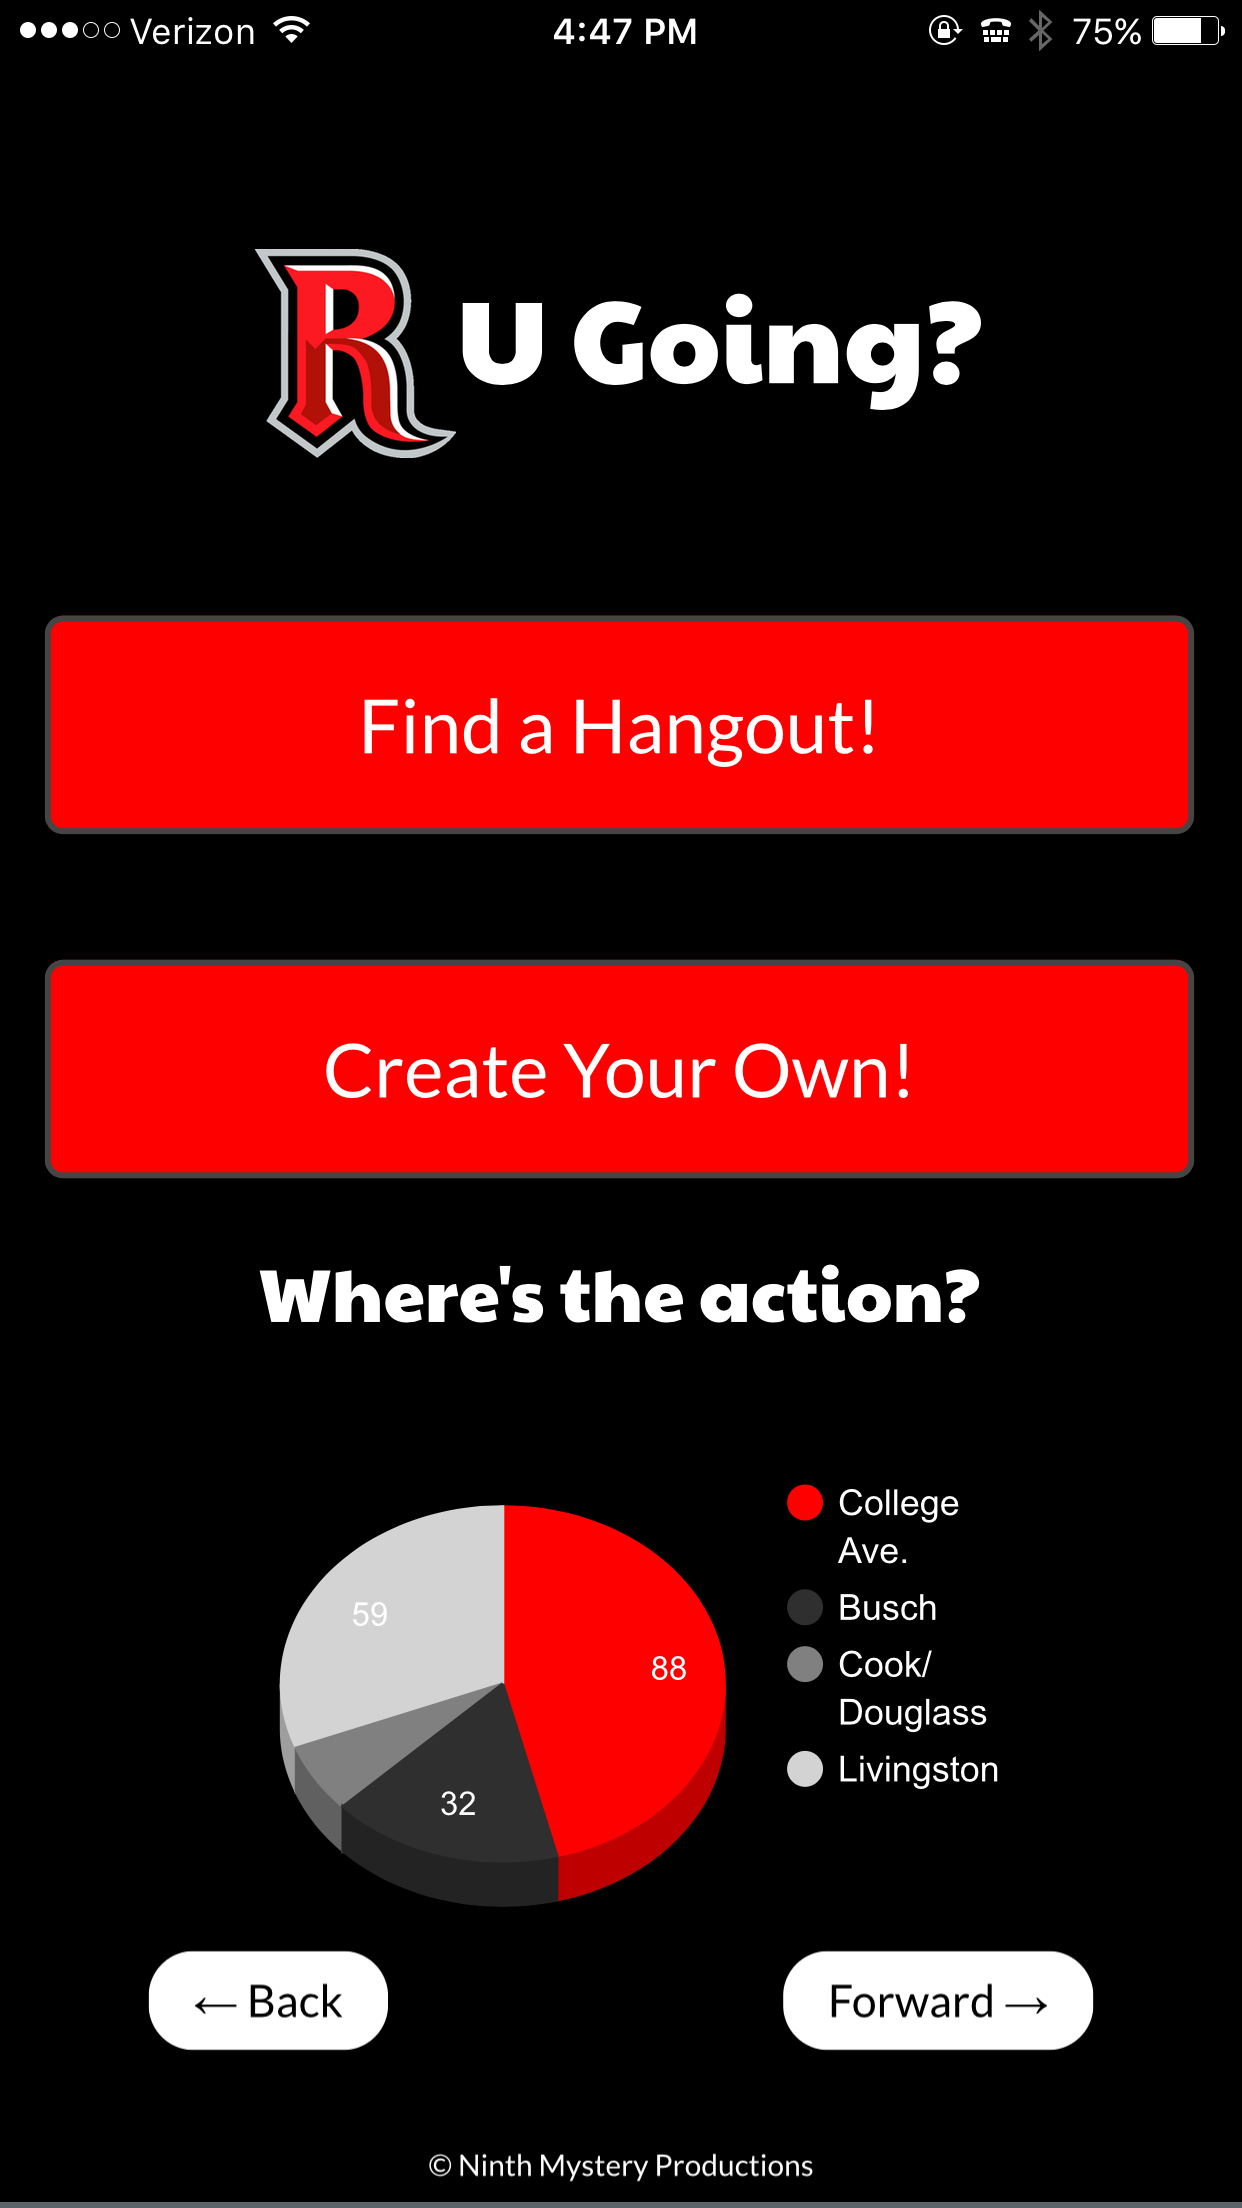 Verizon 4:47 PM 75%
R U Going?
Find a Hangout!
Create Your Own!
Where's the action?
College
Ave.
59
88
Busch
Cook/
Douglass
Livingston
32
← Back Forward →
© Ninth Mystery Productions